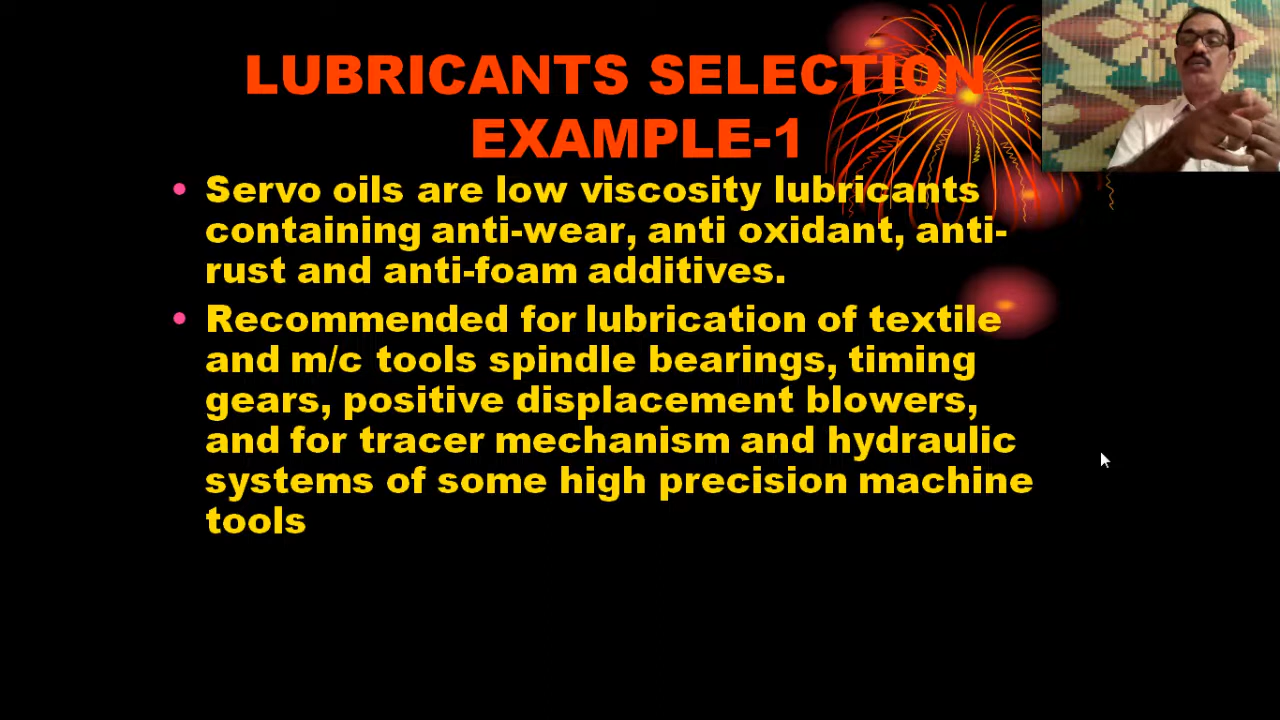 LUBRICANTS SELECTION –
EXAMPLE-1
• Servo oils are low viscosity lubricants
containing anti-wear, anti oxidant, anti-
rust and anti-foam additives.
• Recommended for lubrication of textile
and m/c tools spindle bearings, timing
gears, positive displacement blowers,
and for tracer mechanism and hydraulic
systems of some high precision machine
tools